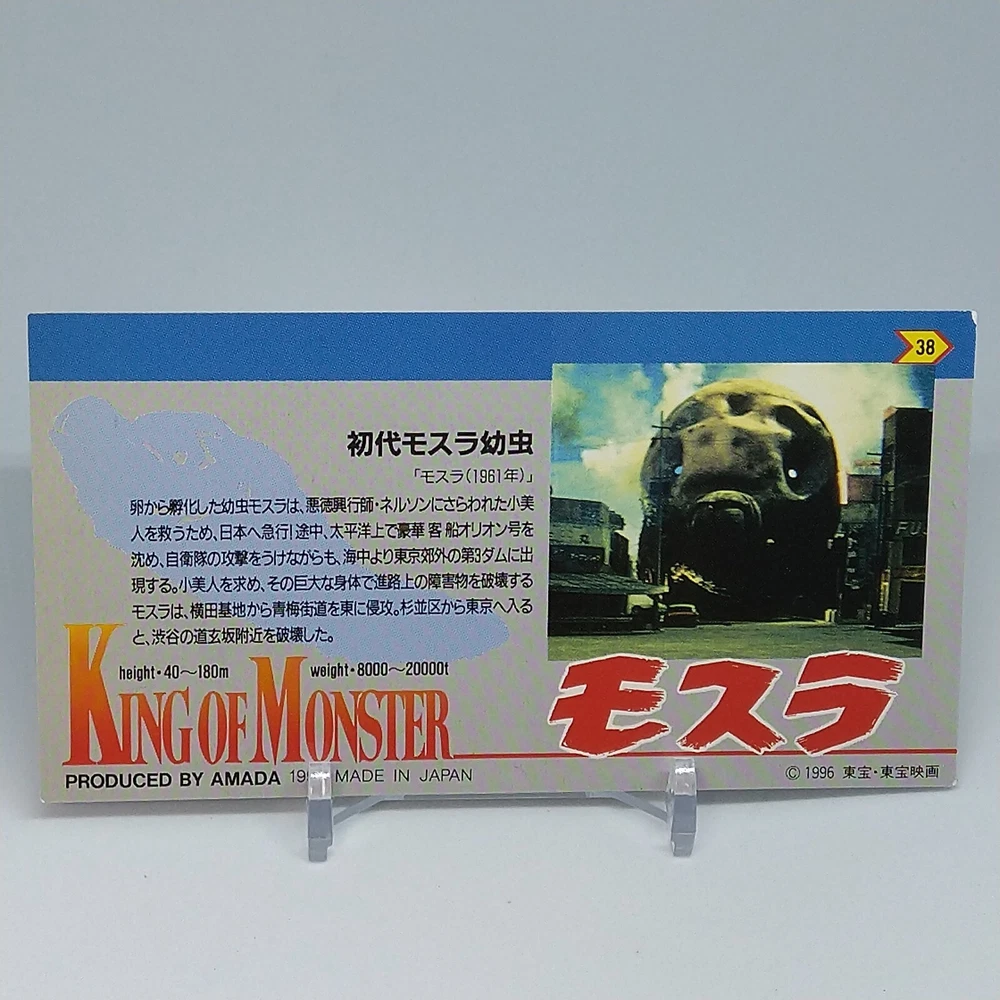 38
初代モスラ幼虫
「モスラ(1961年)」
卵から孵化した幼虫モスラは、悪徳興行師・ネルソンにさらわれた小美
人を救うため、日本へ急行!途中、太平洋上で豪華客船オリオン号を
沈め、自衛隊の攻撃をうけながらも、海中より東京郊外の第3ダムに出
現する。小美人を求め、その巨大な身体で進路上の障害物を破壊する
モスラは、横田基地から青梅街道を東に侵攻。杉並区から東京へ入る
と、渋谷の道玄坂附近を破壊した。
height・40〜180m weight・8000〜20000t
KING OF MONSTER
モスラ
PRODUCED BY AMADA MADE IN JAPAN
© 1996 東宝・東宝映画